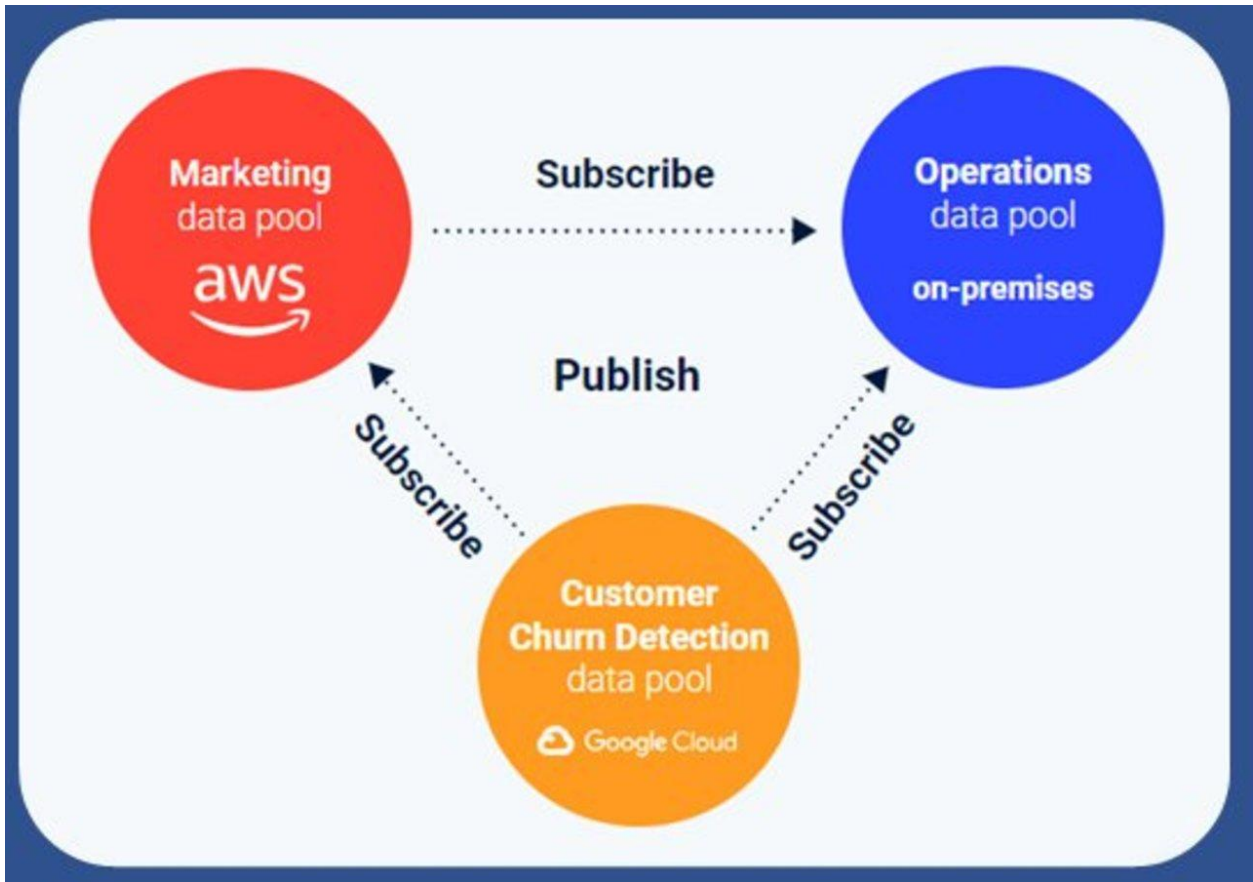 Marketing
data pool
aws
Subscribe
Operations
data pool
on-premises
Publish
Subscribe
Subscribe
Customer
Churn Detection
data pool
Google Cloud